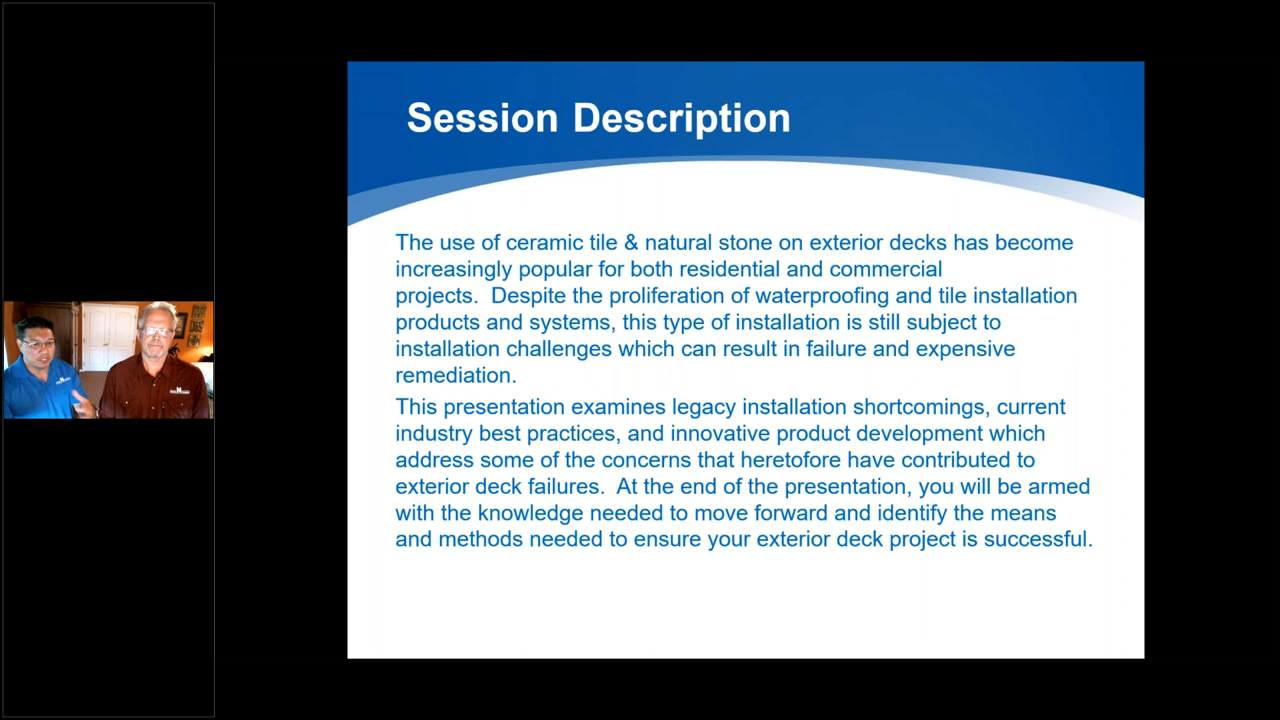 Session Description
The use of ceramic tile & natural stone on exterior decks has become
increasingly popular for both residential and commercial
projects.  Despite the proliferation of waterproofing and tile installation
products and systems, this type of installation is still subject to
installation challenges which can result in failure and expensive
remediation.
This presentation examines legacy installation shortcomings, current
industry best practices, and innovative product development which
address some of the concerns that heretofore have contributed to
exterior deck failures.  At the end of the presentation, you will be armed
with the knowledge needed to move forward and identify the means
and methods needed to ensure your exterior deck project is successful.